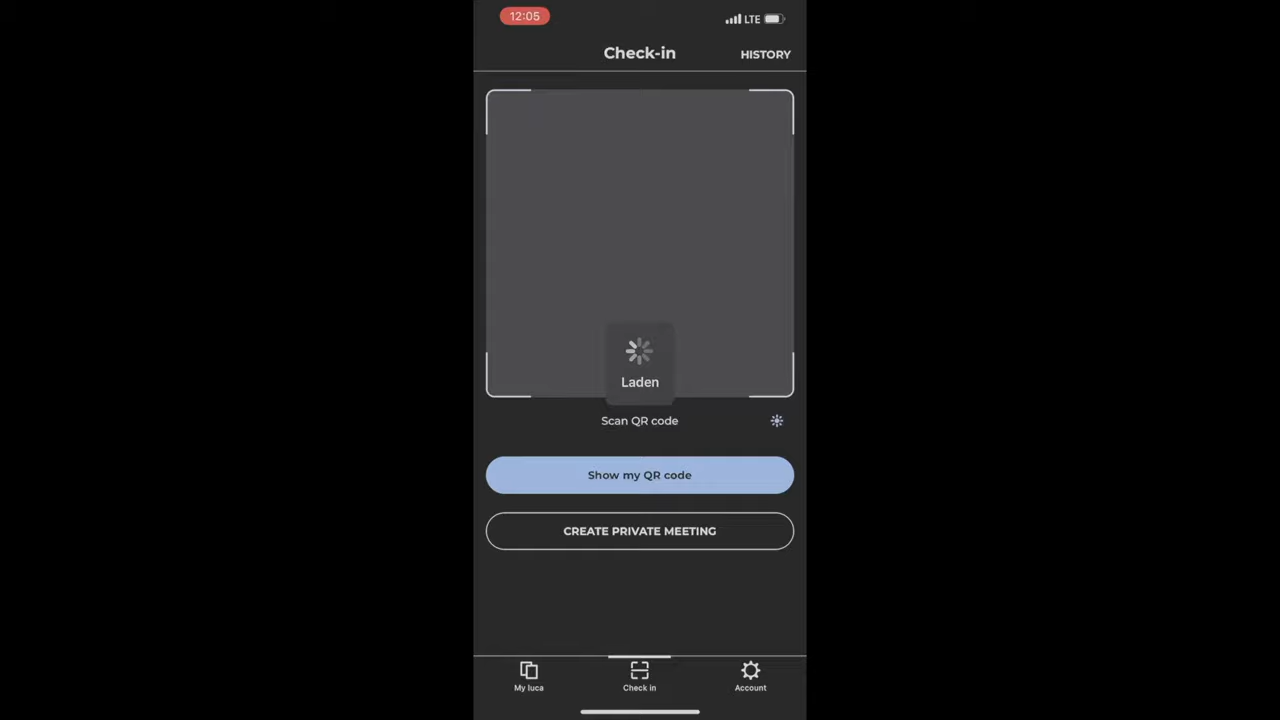 12:05
LTE
Check-in
HISTORY
Laden
Scan QR code
Show my QR code
CREATE PRIVATE MEETING
My luca
Check in
Account